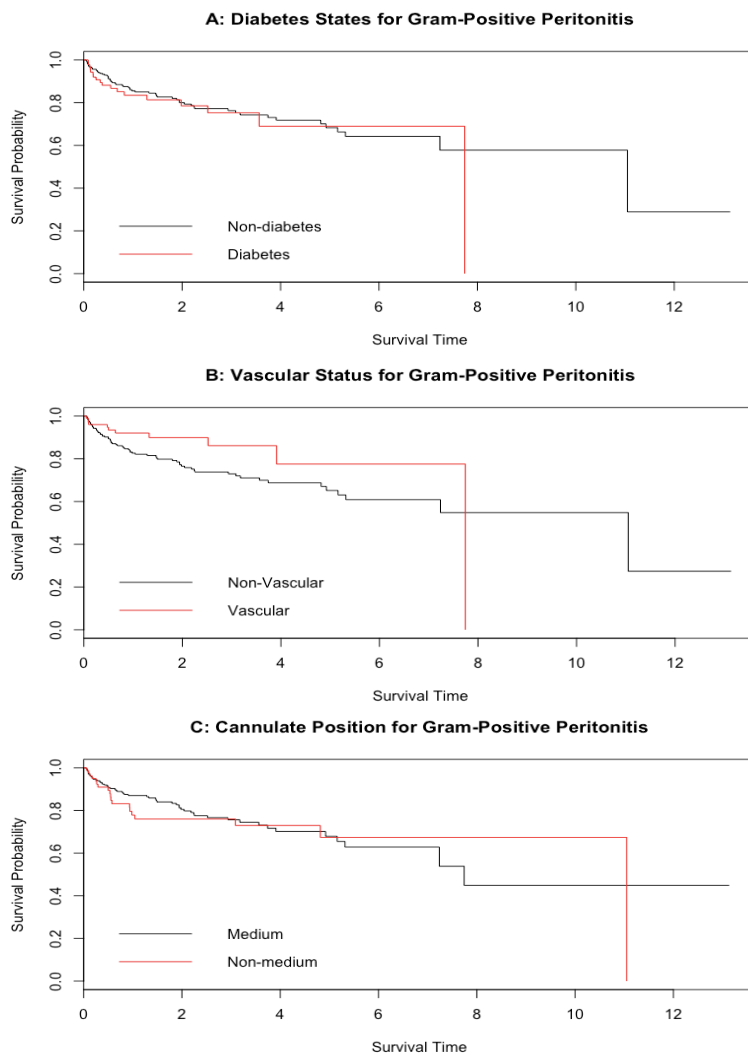 A: Diabetes States for Gram-Positive Peritonitis
Survival Probability
1.0
0.8
0.6
0.4
0.2
0.0
Non-diabetes
Diabetes
0 2 4 6 8 10 12
Survival Time
B: Vascular Status for Gram-Positive Peritonitis
Survival Probability
1.0
0.8
0.6
0.4
0.2
0.0
Non-Vascular
Vascular
0 2 4 6 8 10 12
Survival Time
C: Cannulate Position for Gram-Positive Peritonitis
Survival Probability
1.0
0.8
0.6
0.4
0.2
0.0
Medium
Non-medium
0 2 4 6 8 10 12
Survival Time